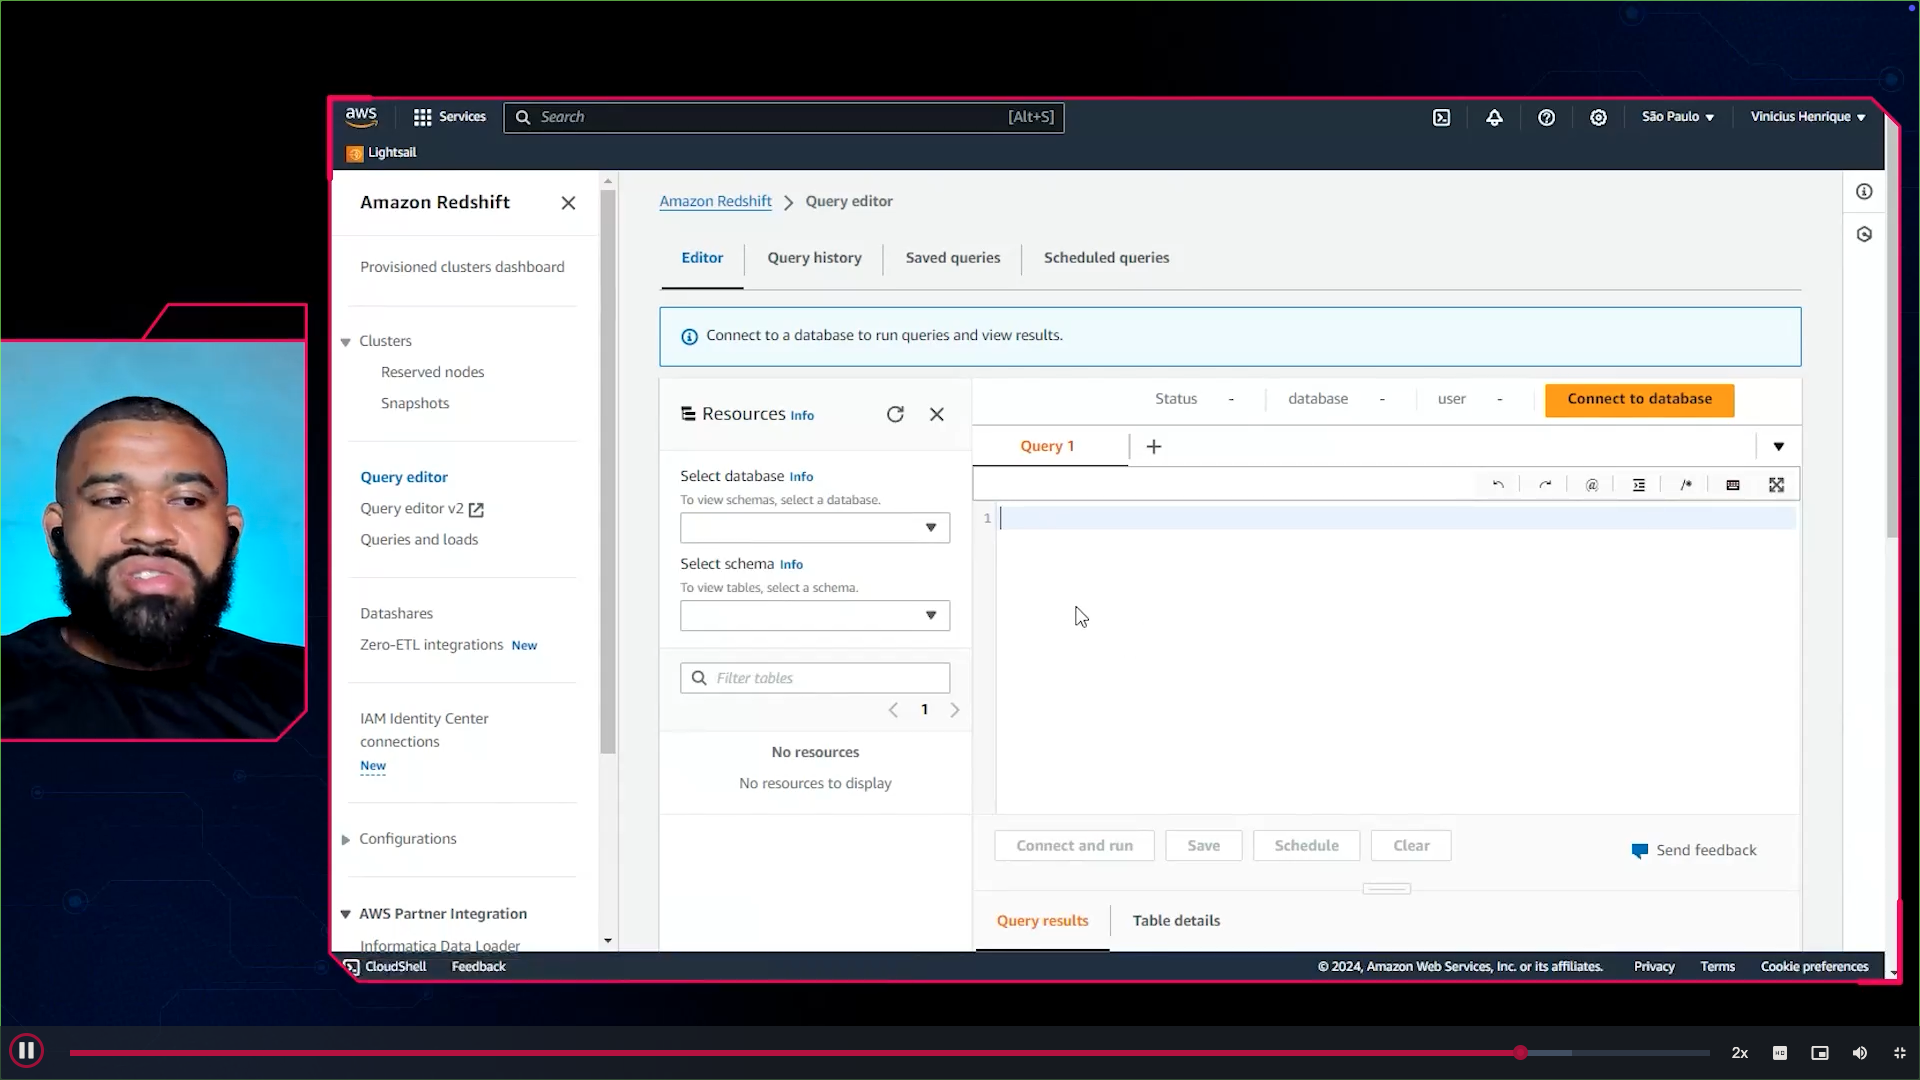 aws
Services
Search
[Alt+S]
São Paulo
Vinicius Henrique
Lightsail
Amazon Redshift
Provisioned clusters dashboard
Clusters
Reserved nodes
Snapshots
Query editor
Query editor v2
Queries and loads
Datashares
Zero-ETL integrations New
IAM Identity Center
connections
New
Configurations
AWS Partner Integration
Informatica Data Loader
Amazon Redshift
Query editor
Editor
Query history
Saved queries
Scheduled queries
Connect to a database to run queries and view results.
Resources Info
Select database Info
To view schemas, select a database.
Select schema Info
To view tables, select a schema.
Filter tables
1
No resources
No resources to display
Status -
database -
user -
Connect to database
Query 1
@
/*
1
Connect and run
Save
Schedule
Clear
Send feedback
Query results
Table details
CloudShell
Feedback
© 2024, Amazon Web Services, Inc. or its affiliates.
Privacy
Terms
Cookie preferences
2x
HD